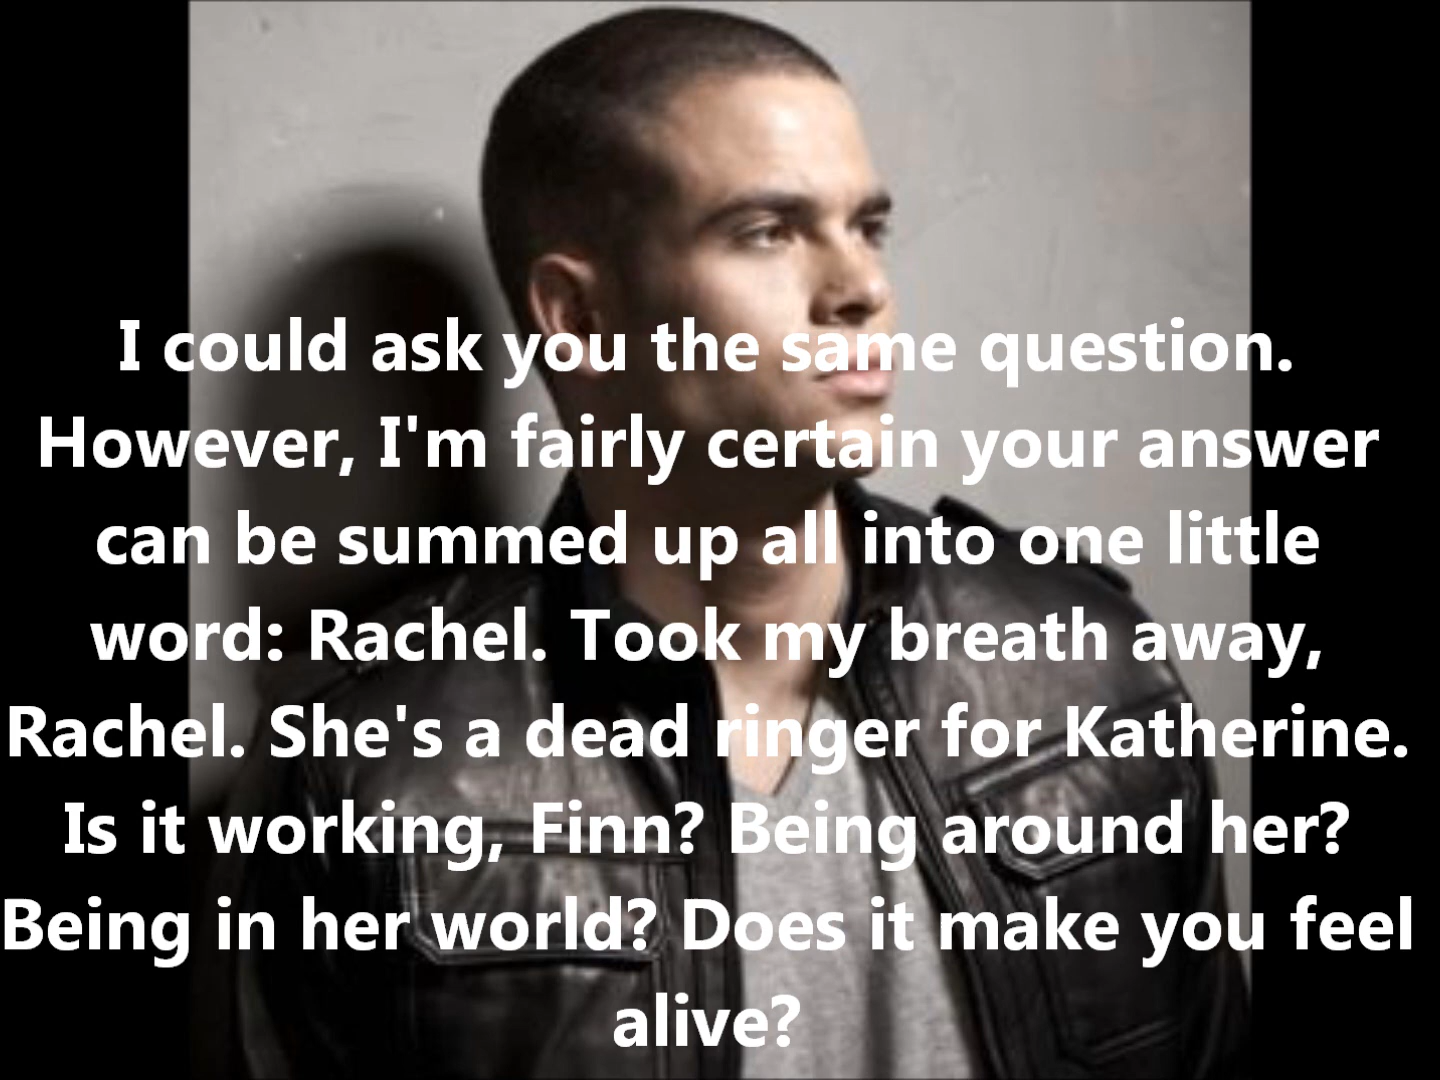 I could ask you the same question.
However, I'm fairly certain your answer
can be summed up all into one little
word: Rachel. Took my breath away,
Rachel. She's a dead ringer for Katherine.
Is it working, Finn? Being around her?
Being in her world? Does it make you feel
alive?